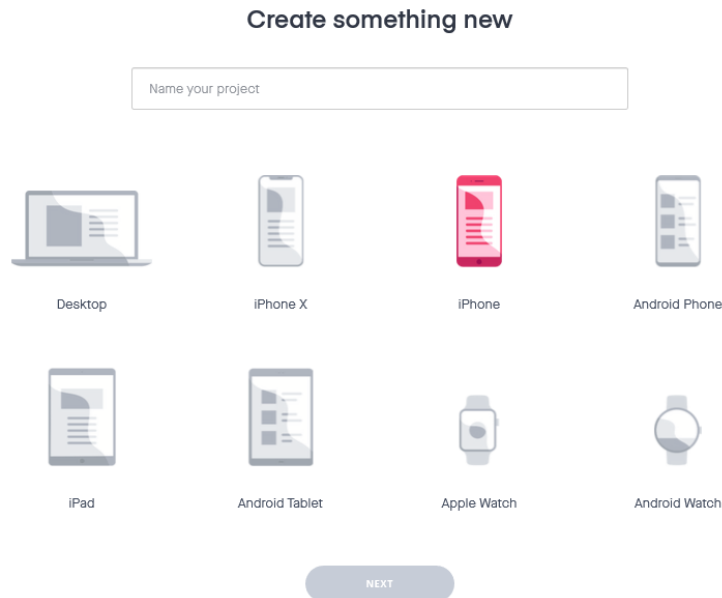 Create something new
Name your project
Desktop
iPhone X
iPhone
Android Phone
iPad
Android Tablet
Apple Watch
Android Watch
NEXT